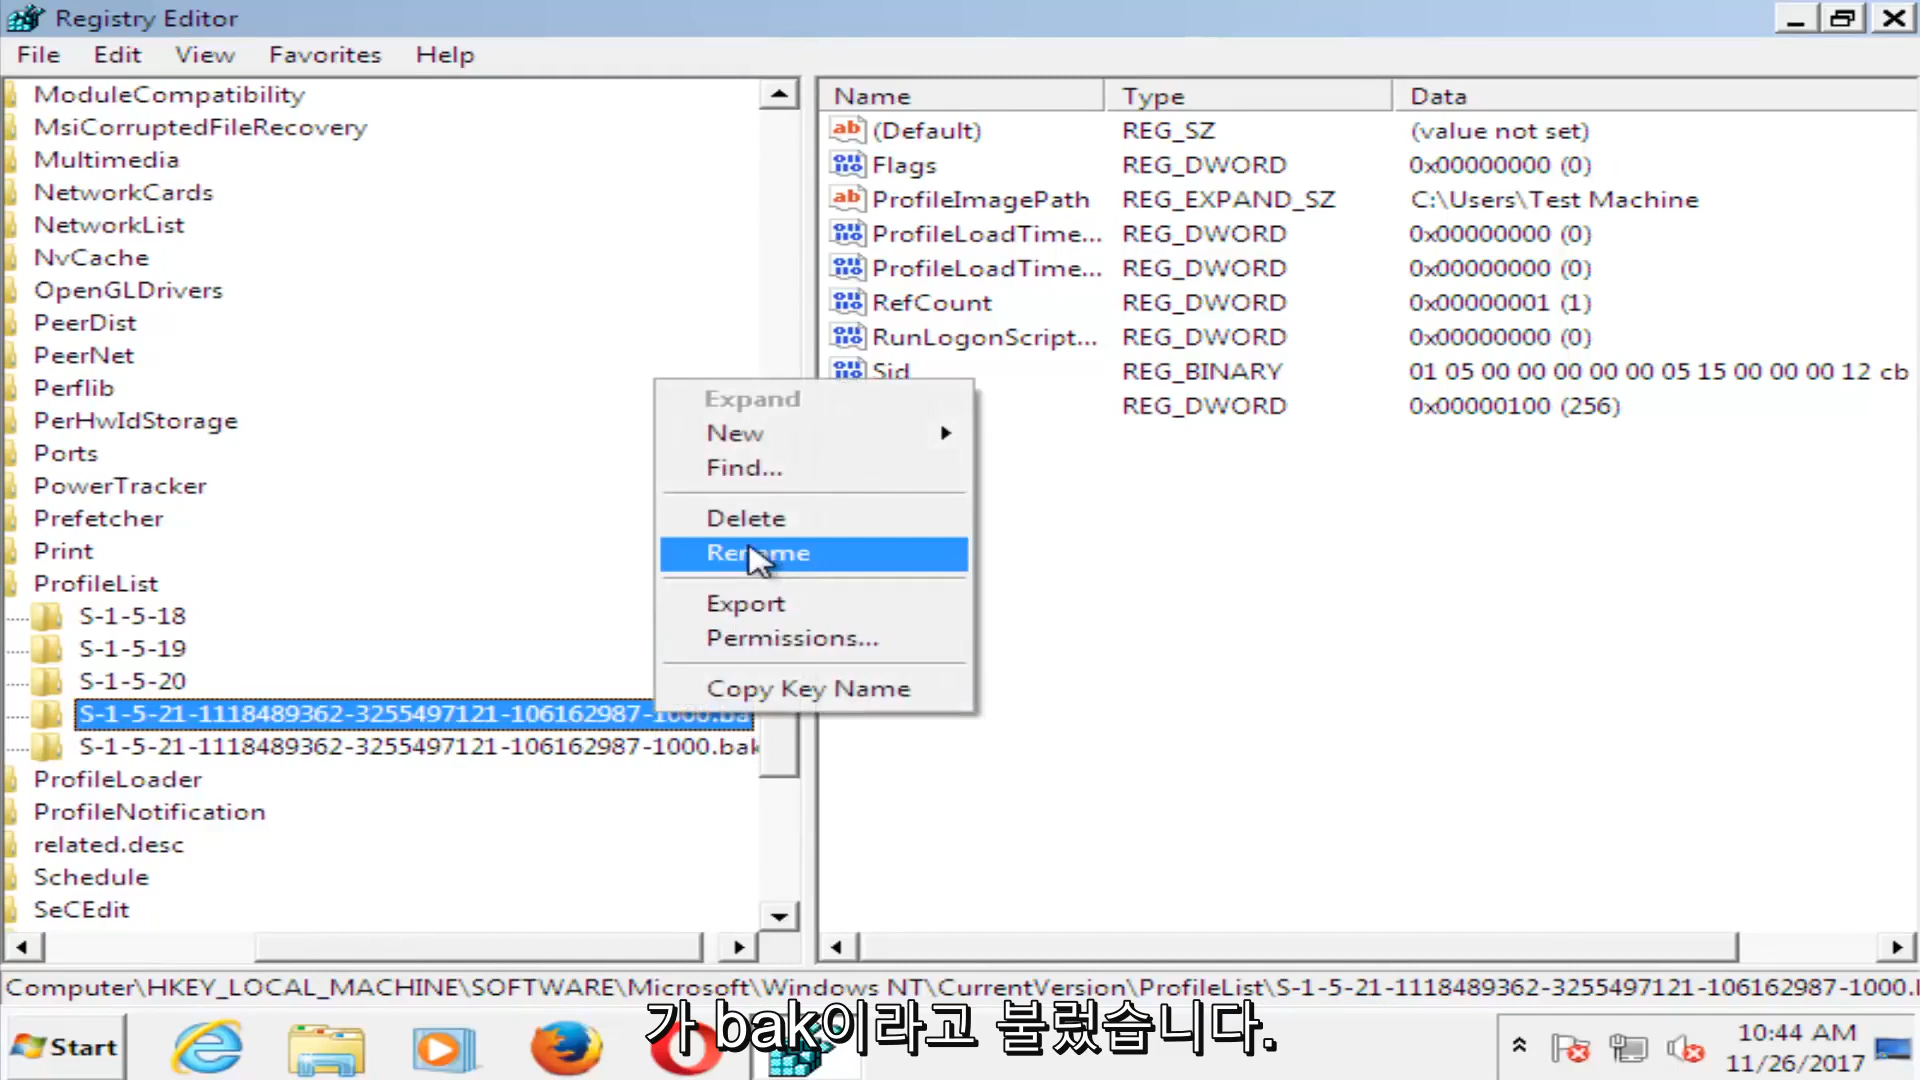 Registry Editor
File Edit View Favorites Help
ModuleCompatibility
MsiCorruptedFileRecovery
Multimedia
NetworkCards
NetworkList
NvCache
OpenGLDrivers
PeerDist
PeerNet
Perflib
PerHwIdStorage
Ports
PowerTracker
Prefetcher
Print
ProfileList
S-1-5-18
S-1-5-19
S-1-5-20
S-1-5-21-1118489362-3255497121-106162987-1000.ba
S-1-5-21-1118489362-3255497121-106162987-1000.bak
ProfileLoader
ProfileNotification
related.desc
Schedule
SeCEdit
Name Type Data
(Default) REG_SZ (value not set)
Flags REG_DWORD 0x00000000 (0)
ProfileImagePath REG_EXPAND_SZ C:\Users\Test Machine
ProfileLoadTime... REG_DWORD 0x00000000 (0)
ProfileLoadTime... REG_DWORD 0x00000000 (0)
RefCount REG_DWORD 0x00000001 (1)
RunLogonScript... REG_DWORD 0x00000000 (0)
Sid REG_BINARY 01 05 00 00 00 00 00 05 15 00 00 00 12 cb
REG_DWORD 0x00000100 (256)
Expand
New
Find...
Delete
Rename
Export
Permissions...
Copy Key Name
Computer\HKEY_LOCAL_MACHINE\SOFTWARE\Microsoft\Windows NT\CurrentVersion\ProfileList\S-1-5-21-1118489362-3255497121-106162987-1000.
가 bak이라고 불렀습니다.
Start
10:44 AM
11/26/2017